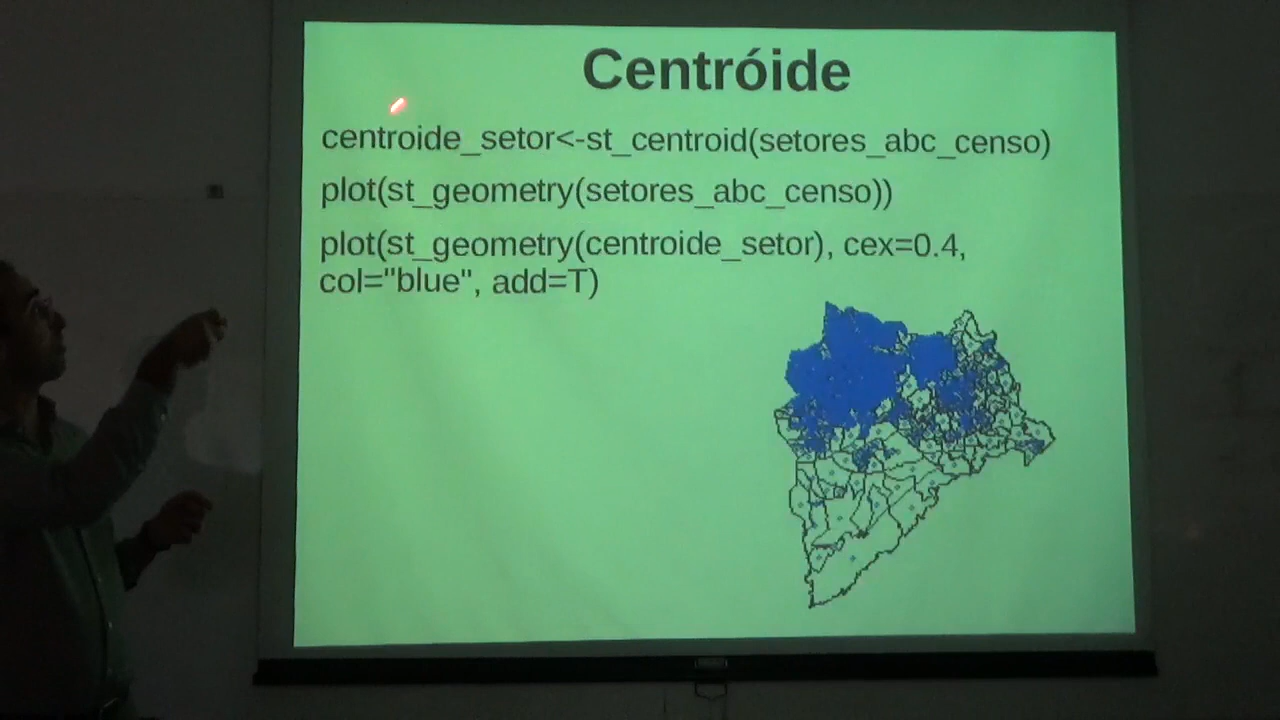 Centróide
centroide_setor<-st_centroid(setores_abc_censo)
plot(st_geometry(setores_abc_censo))
plot(st_geometry(centroide_setor), cex=0.4,
col="blue", add=T)